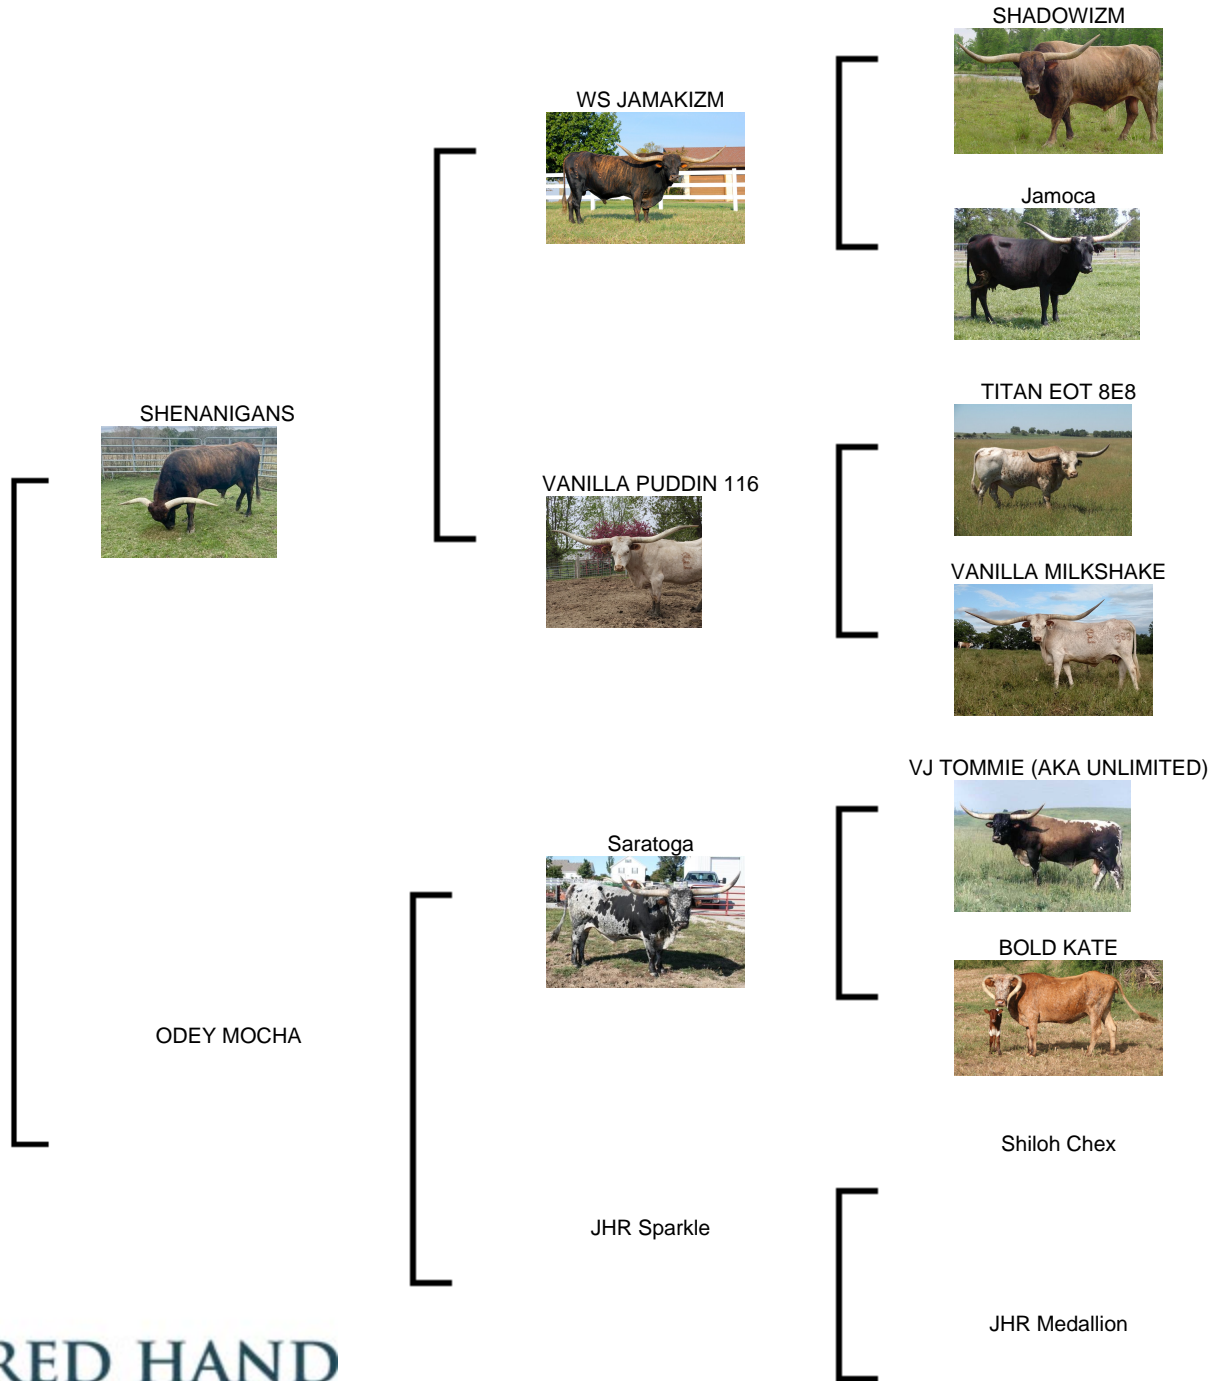 SHADOWIZM
WS JAMAKIZM
Jamoca
TITAN EOT 8E8
SHENANIGANS
VANILLA PUDDIN 116
VANILLA MILKSHAKE
VJ TOMMIE (AKA UNLIMITED)
Saratoga
BOLD KATE
ODEY MOCHA
Shiloh Chex
JHR Sparkle
JHR Medallion
RED HAND